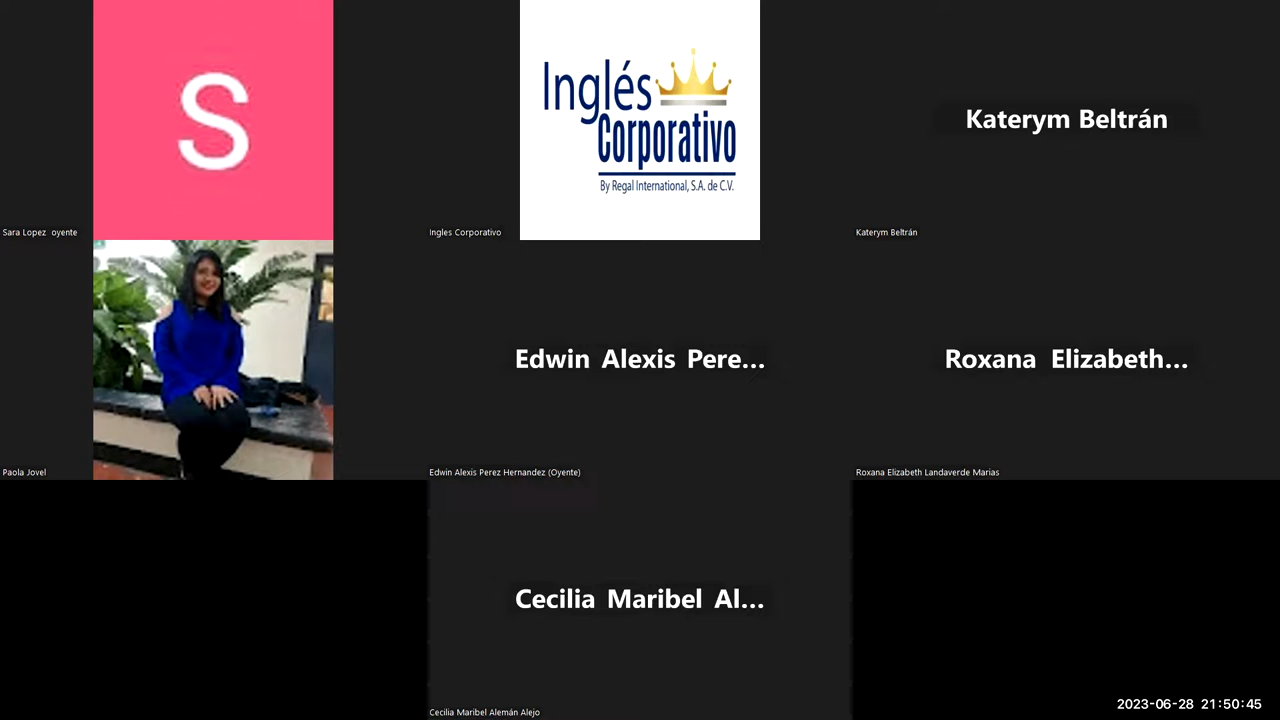 S
Inglés
Corporativo
By Regal International, S.A. de C.V.
Katerym Beltrán
Sara Lopez oyente
Ingles Corporativo
Katerym Beltrán
Edwin Alexis Pere...
Roxana Elizabeth...
Paola Jovel
Edwin Alexis Perez Hernandez (Oyente)
Roxana Elizabeth Landaverde Marias
Cecilia Maribel Al...
Cecilia Maribel Alemán Alejo
2023-06-28 21:50:45